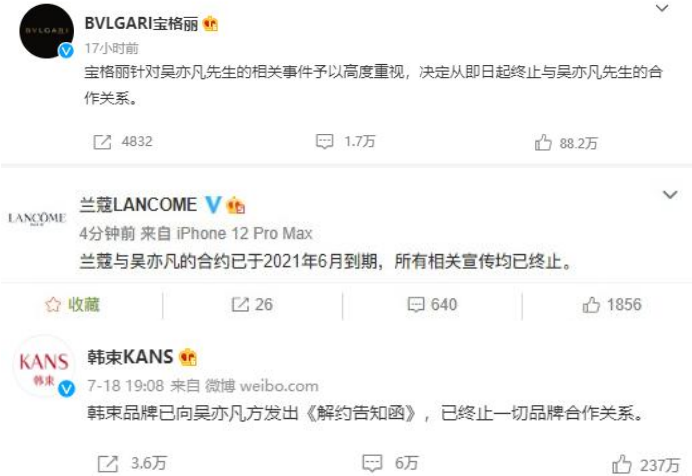 BVLGARI
BVLGARI宝格丽
17小时前
宝格丽针对吴亦凡先生的相关事件予以高度重视，决定从即日起终止与吴亦凡先生的合
作关系。
4832 1.7万 88.2万
LANCÔME
兰蔻LANCOME
4分钟前 来自 iPhone 12 Pro Max
兰蔻与吴亦凡的合约已于2021年6月到期，所有相关宣传均已终止。
收藏 26 640 1856
KANS
韩束
韩束KANS
7-18 19:08 来自 微博 weibo.com
韩束品牌已向吴亦凡方发出《解约告知函》，已终止一切品牌合作关系。
3.6万 6万 237万